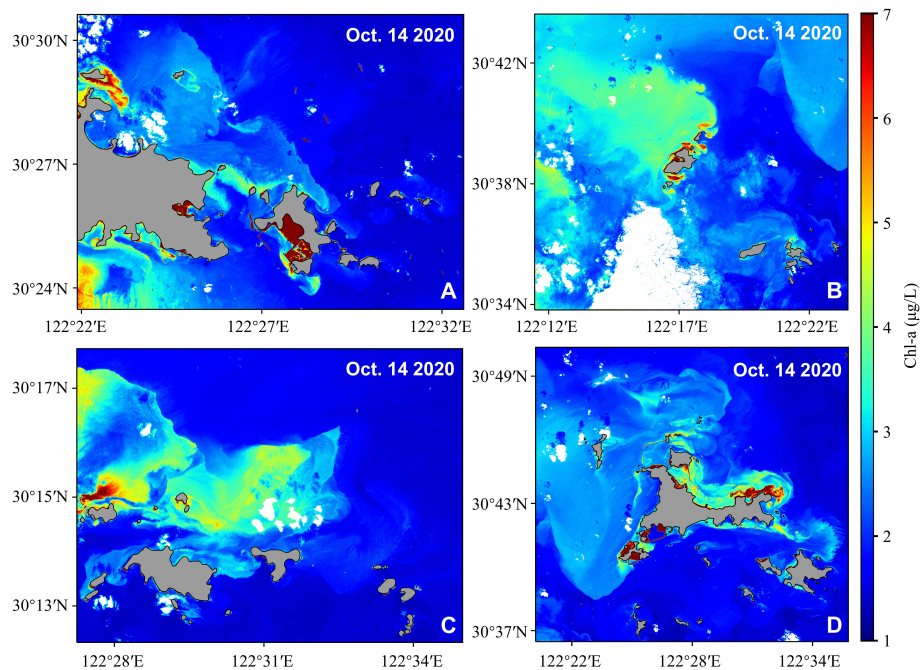 Oct. 14 2020
30°30'N
30°27'N
30°24'N
A
122°22'E
122°27'E
122°32'E
Oct. 14 2020
30°42'N
30°38'N
30°34'N
B
122°12'E
122°17'E
122°22'E
Oct. 14 2020
30°17'N
30°15'N
30°13'N
C
122°28'E
122°31'E
122°34'E
Oct. 14 2020
30°49'N
30°43'N
30°37'N
D
122°22'E
122°28'E
122°34'E
7
6
5
4
3
2
1
Chl-a (μg/L)